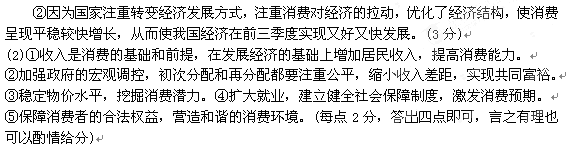 ②因为国家注重转变经济发展方式，注重消费对经济的拉动，优化了经济结构，使消费
呈现平稳较快增长，从而使我国经济在前三季度实现又好又快发展。(3 分)
(2)①收入是消费的基础和前提，在发展经济的基础上增加居民收入，提高消费能力。
②加强政府的宏观调控，初次分配和再分配都要注重公平，缩小收入差距，实现共同富裕。
③稳定物价水平，挖掘消费潜力。④扩大就业，建立健全社会保障制度，激发消费预期。
⑤保障消费者的合法权益，营造和谐的消费环境。(每点 2 分，答出四点即可，言之有理也
可以酌情给分)